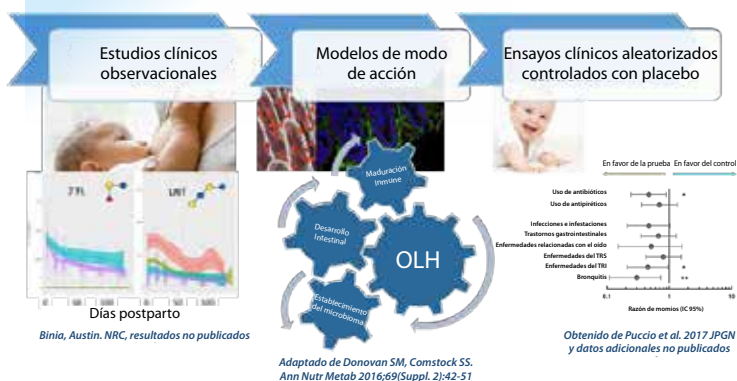 Estudios clínicos
observacionales
Modelos de modo
de acción
Ensayos clínicos aleatorizados
controlados con placebo
2'FL
LNT
Días postparto
Binia, Austin. NRC, resultados no publicados
Maduración
Inmune
Desarrollo
Intestinal
OLH
Establecimiento
del microbioma
Adaptado de Donovan SM, Comstock SS.
Ann Nutr Metab 2016;69(Suppl. 2):42-51
En favor de la prueba
En favor del control
Uso de antibióticos *
Uso de antipiréticos
Infecciones e infestaciones
Trastornos gastrointestinales
Enfermedades relacionadas con el oído
Enfermedades del TRS
Enfermedades del TRI *
Bronquitis **
0.1 1 10
Razón de momios (IC 95%)
Obtenido de Puccio et al. 2017 JPGN
y datos adicionales no publicados